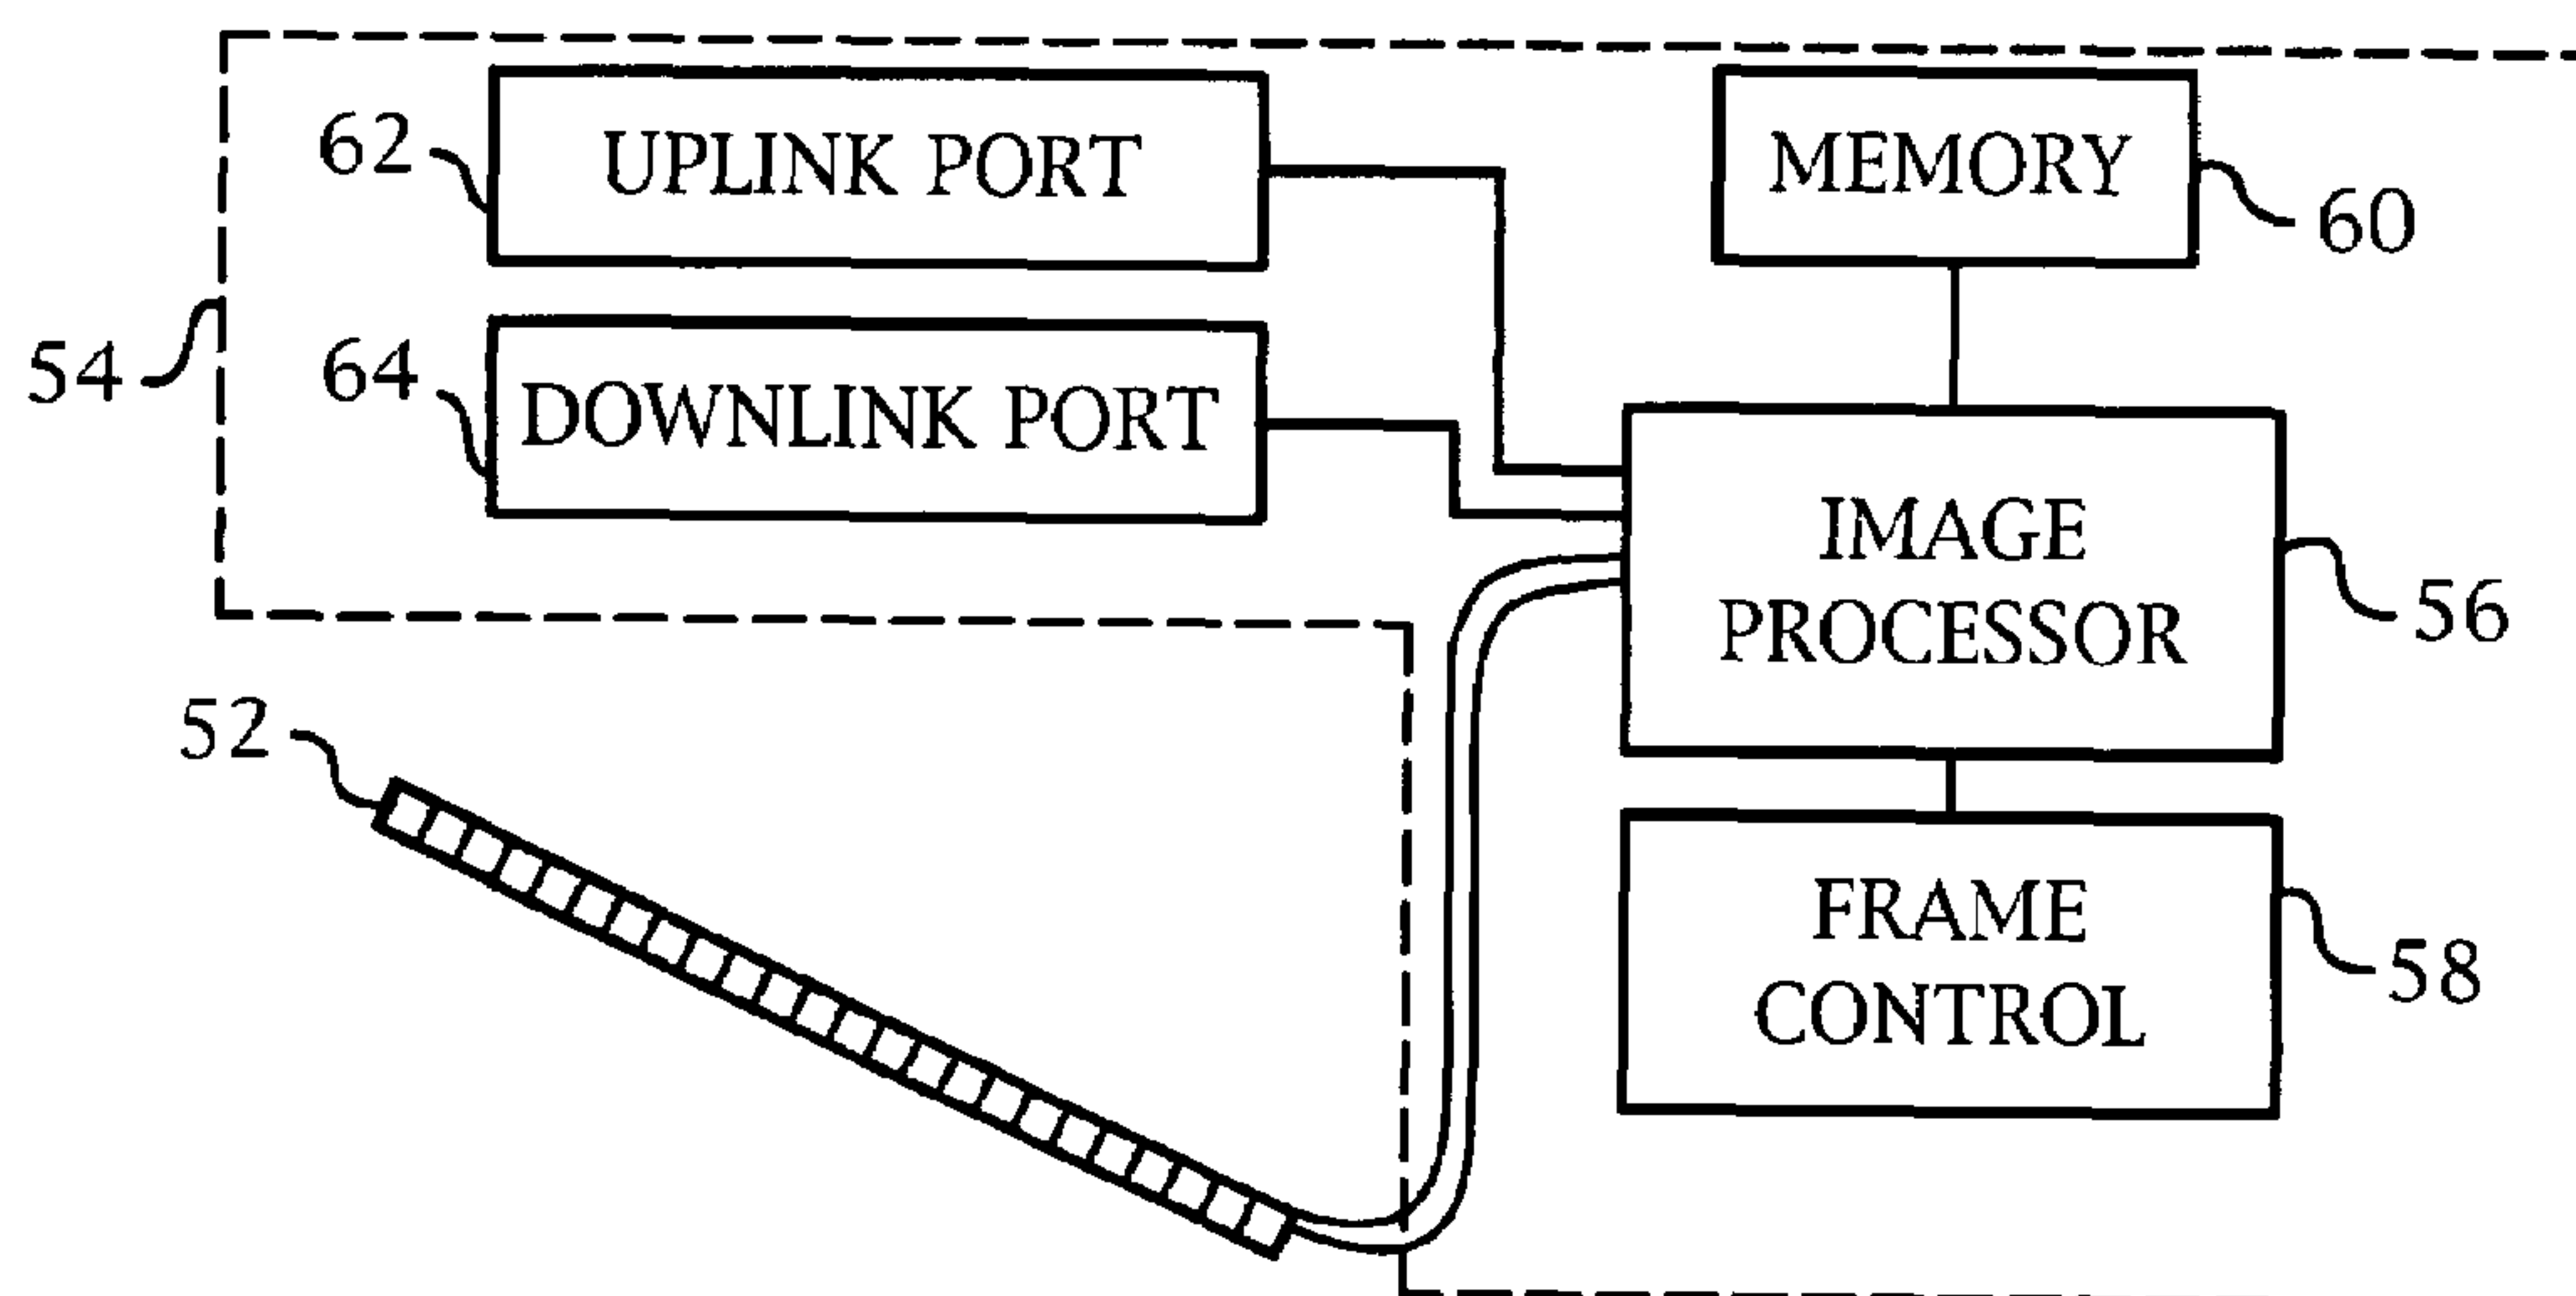 62
UPLINK PORT
MEMORY
60
54
64
DOWNLINK PORT
IMAGE
PROCESSOR
56
52
FRAME
CONTROL
58